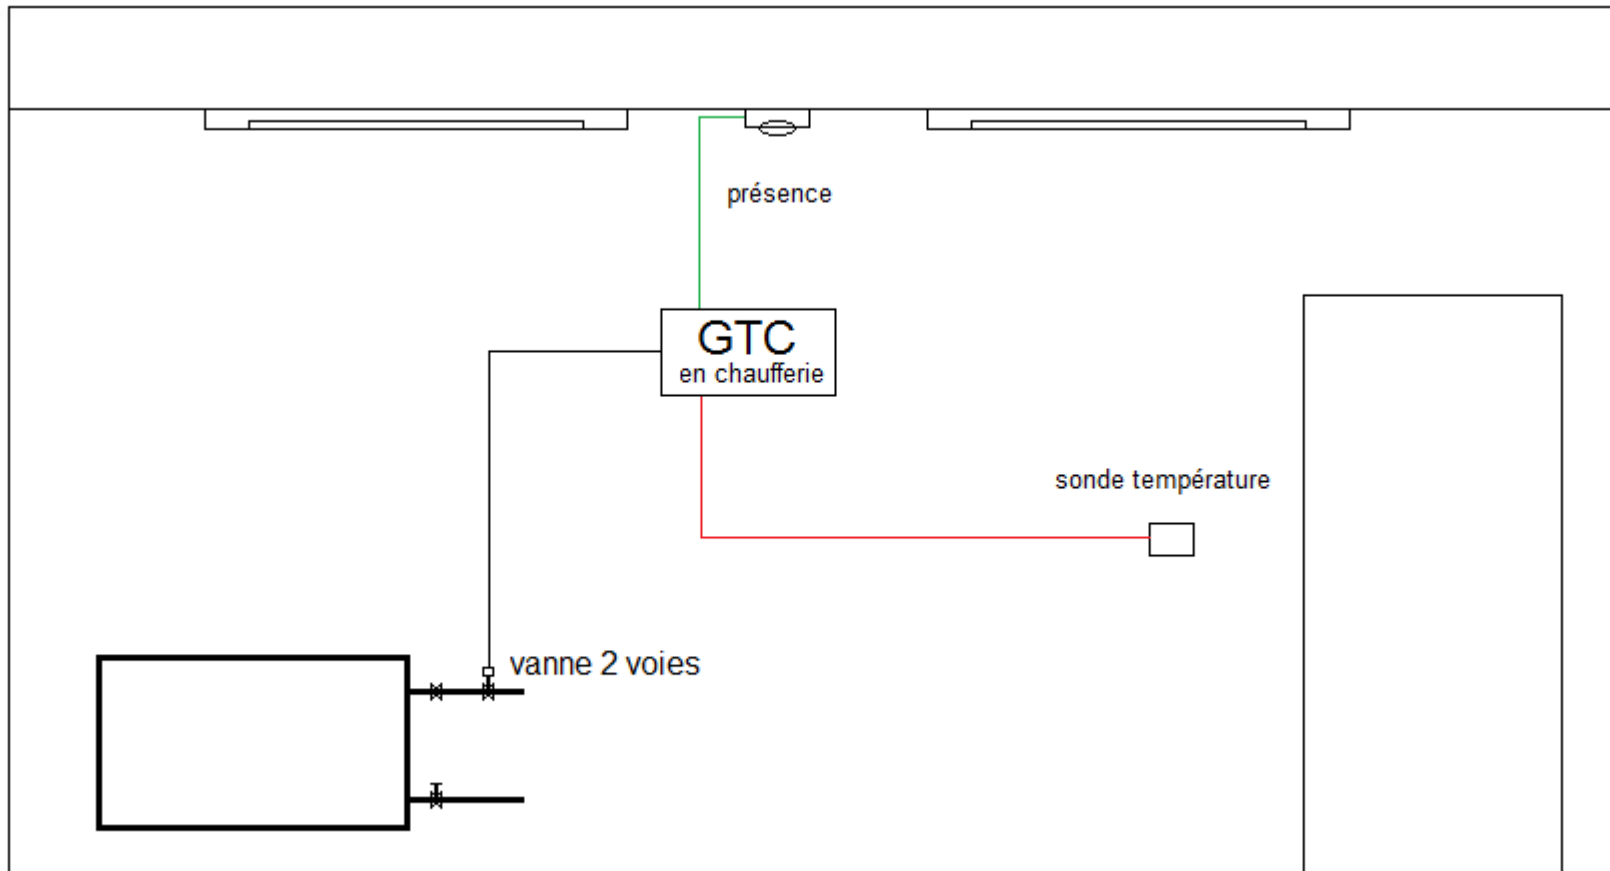 présence
GTC
en chaufferie
sonde température
vanne 2 voies